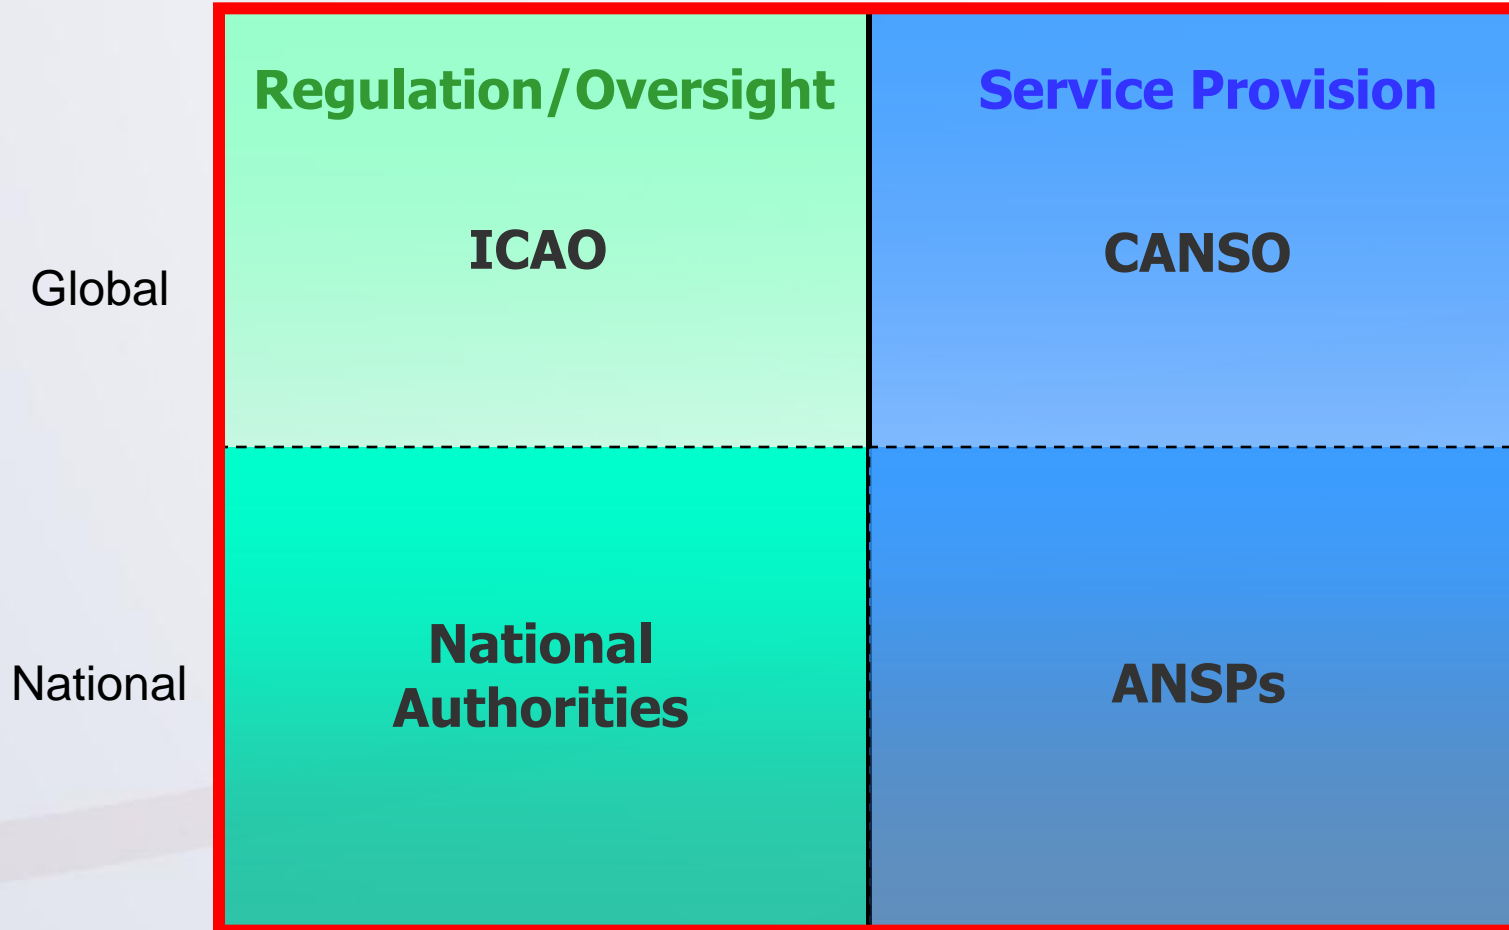 Regulation/Oversight
Service Provision
Global
ICAO
CANSO
National
National
Authorities
ANSPs